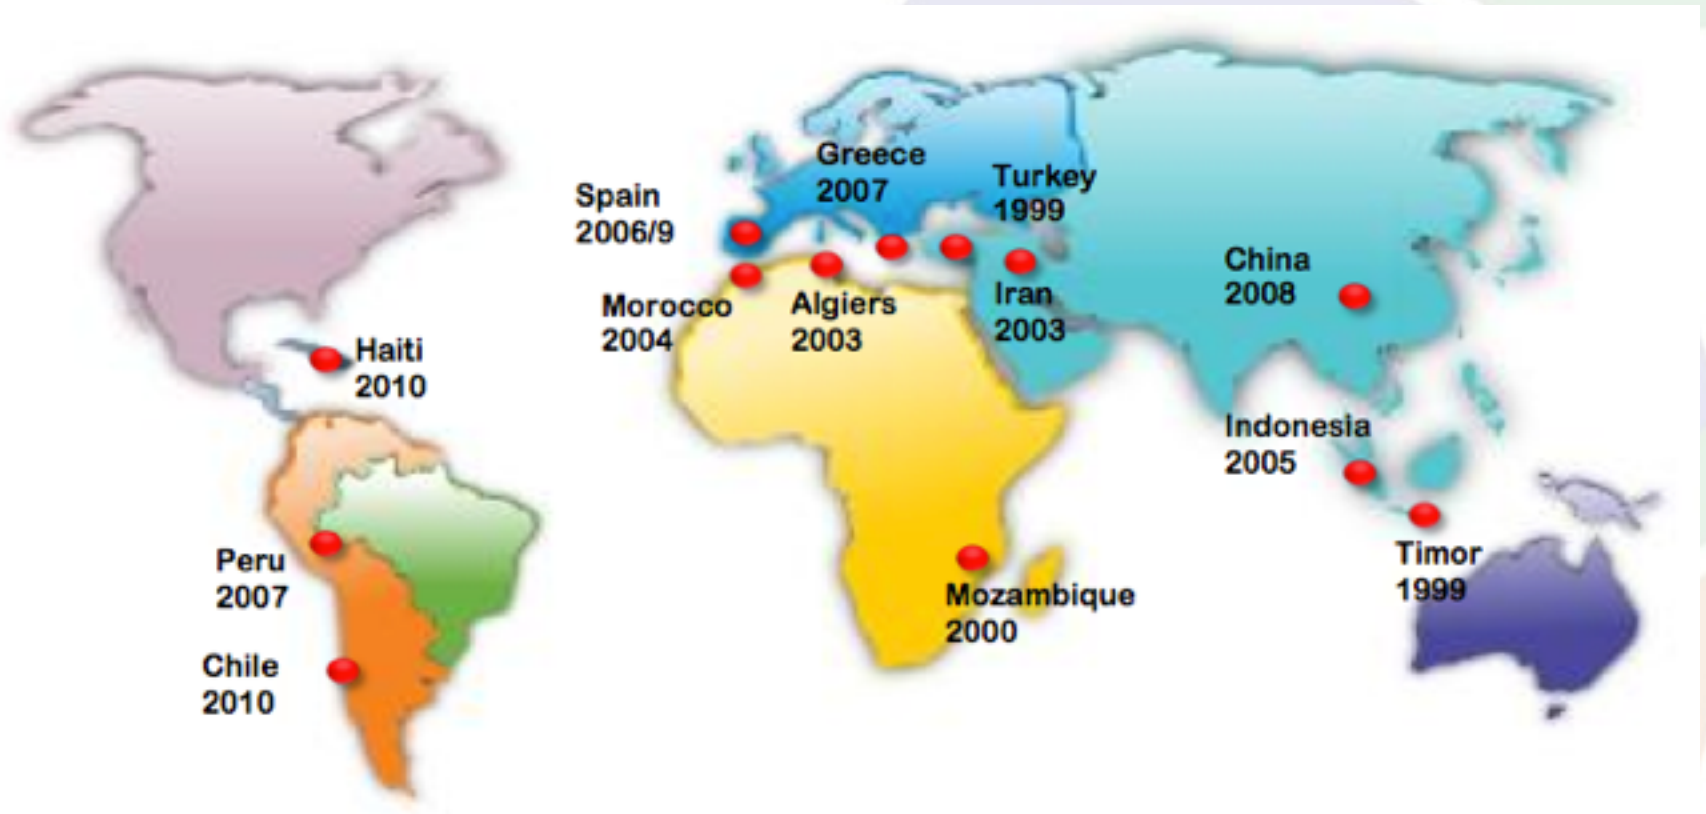 Greece
2007
Turkey
1999
Spain
2006/9
China
2008
Morocco
2004
Algiers
2003
Iran
2003
Haiti
2010
Indonesia
2005
Peru
2007
Timor
1999
Mozambique
2000
Chile
2010